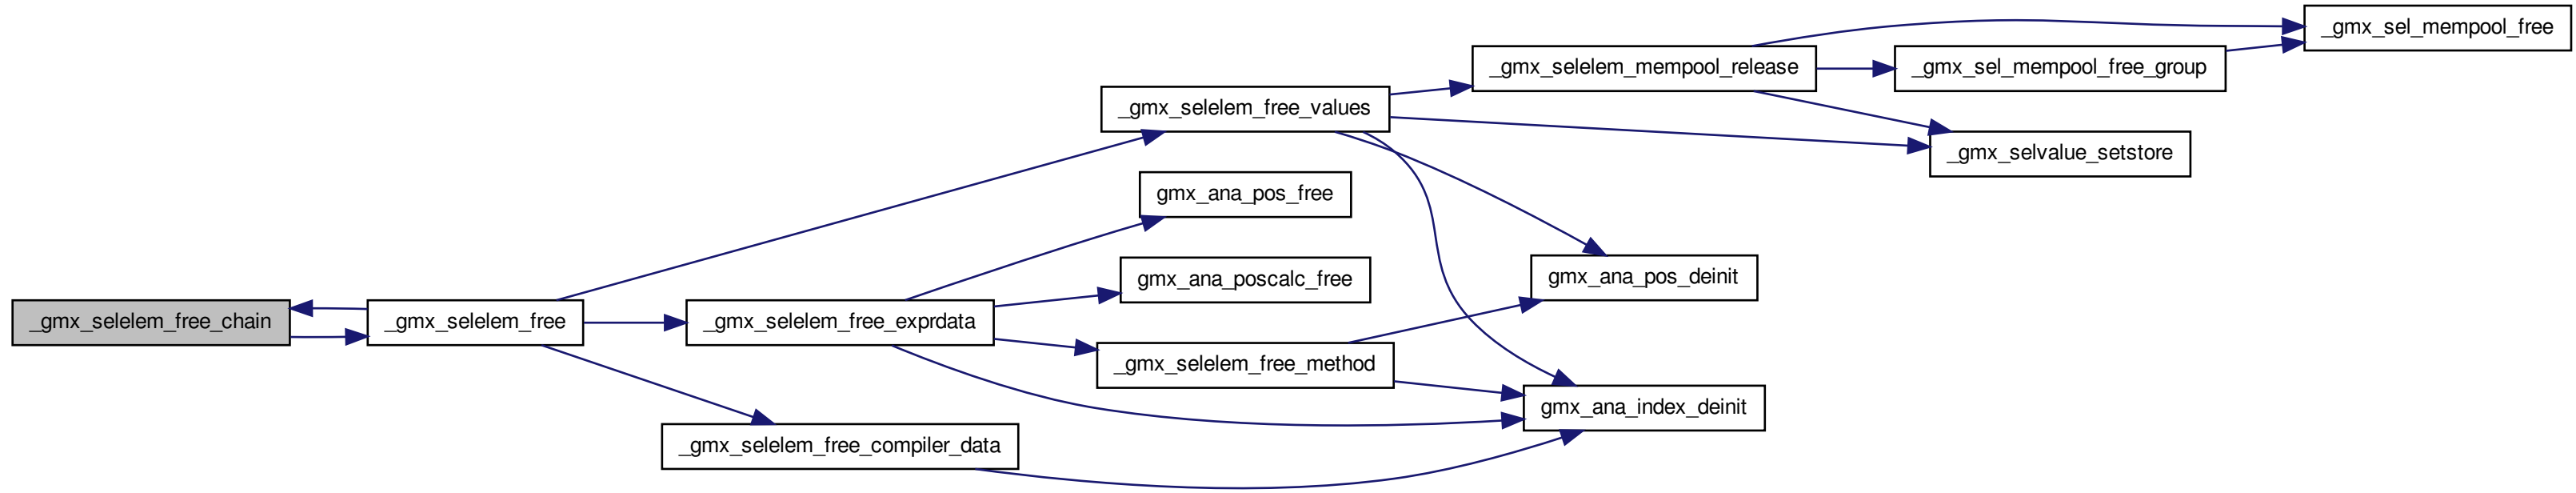 _gmx_selelem_free_chain
_gmx_selelem_free
_gmx_selelem_free_values
_gmx_selelem_free_exprdata
_gmx_selelem_free_compiler_data
gmx_ana_pos_free
gmx_ana_poscalc_free
_gmx_selelem_free_method
_gmx_selelem_mempool_release
gmx_ana_pos_deinit
gmx_ana_index_deinit
_gmx_sel_mempool_free_group
_gmx_selvalue_setstore
_gmx_sel_mempool_free